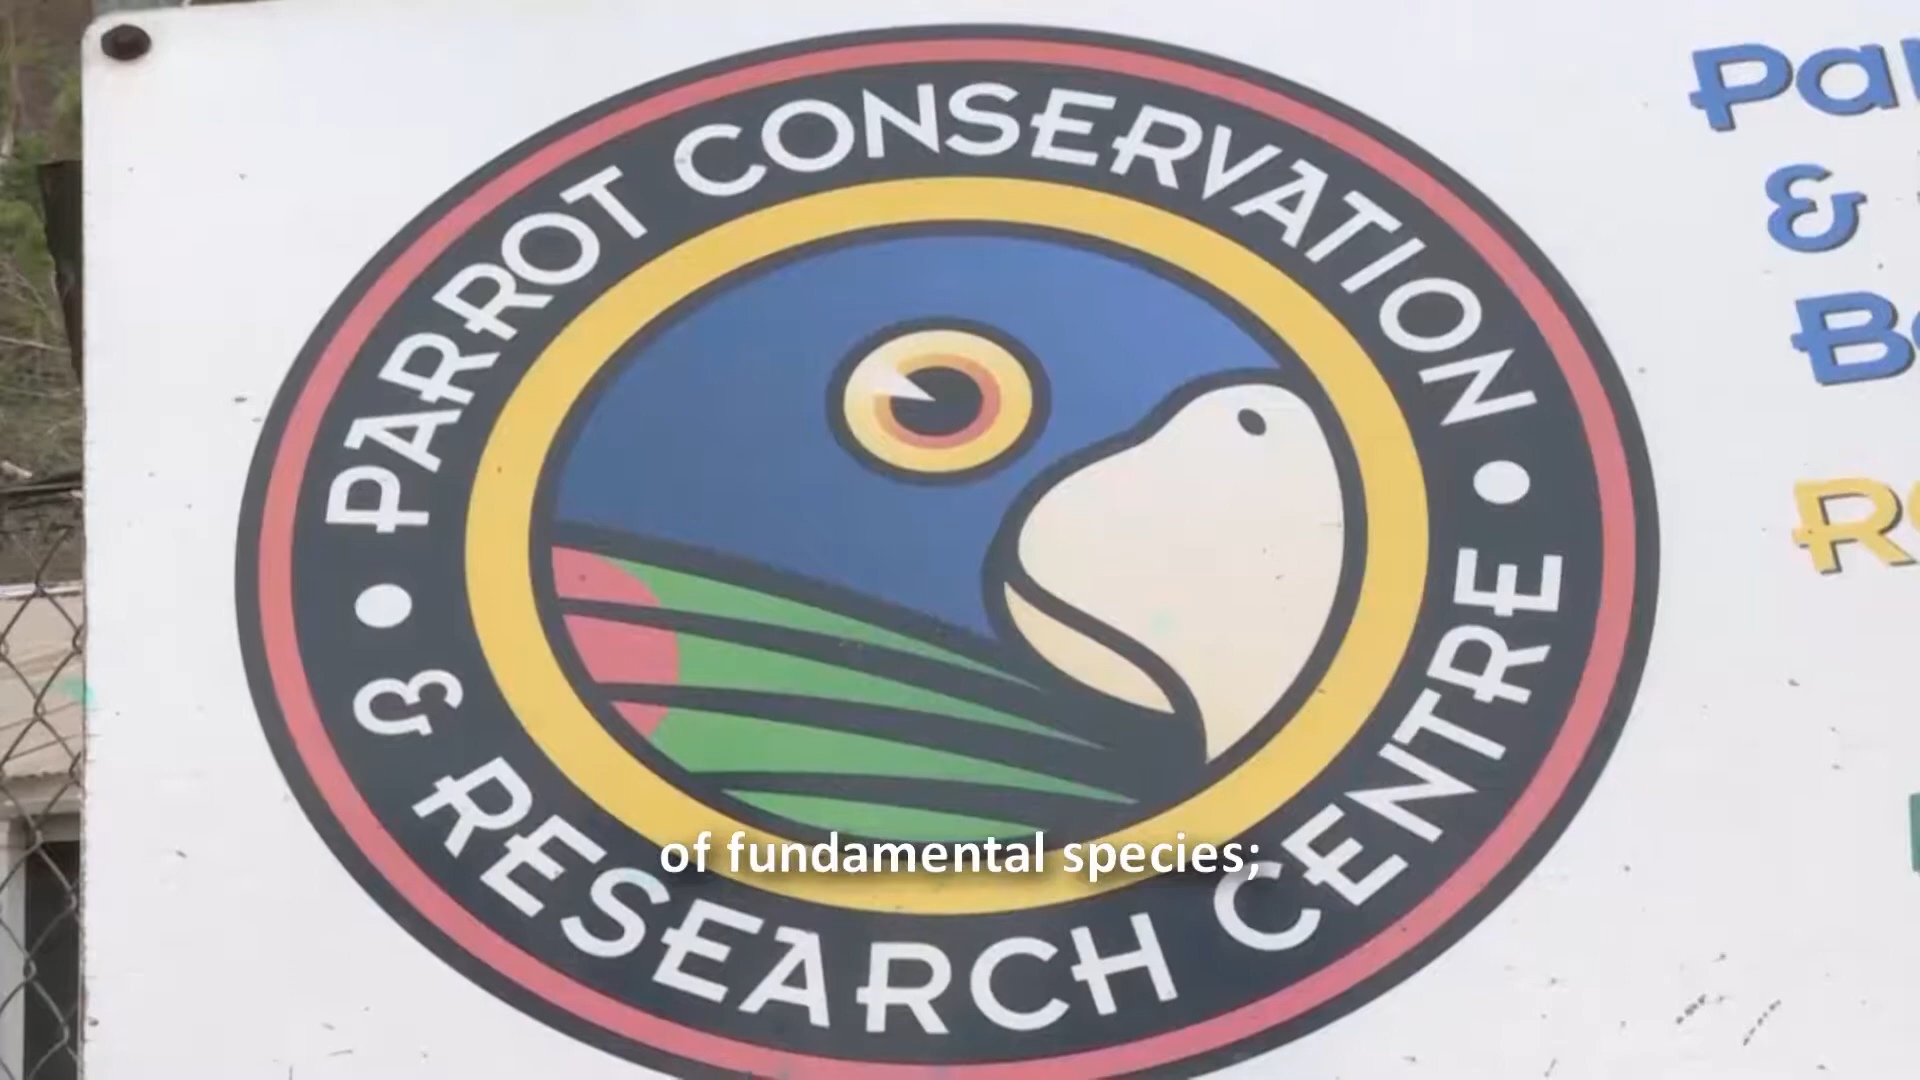 PARROT CONSERVATION
& RESEARCH CENTRE
&
of fundamental species;